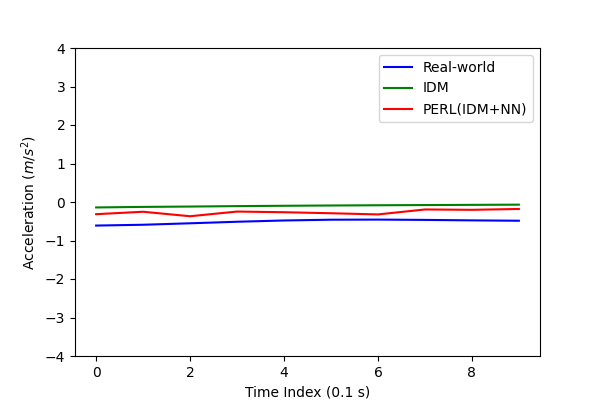 4
3
2
1
0
−1
−2
−3
−4
0
2
4
6
8
Acceleration (m/s²)
Time Index (0.1 s)
Real-world
IDM
PERL(IDM+NN)